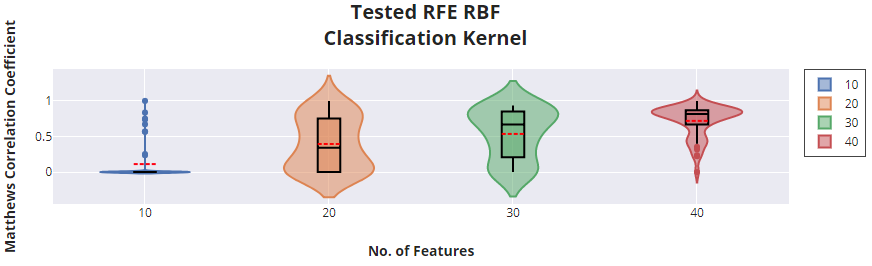 Tested RFE RBF
Classification Kernel
Matthews Correlation Coefficient
1
0.5
0
10
20
30
40
No. of Features
10
20
30
40